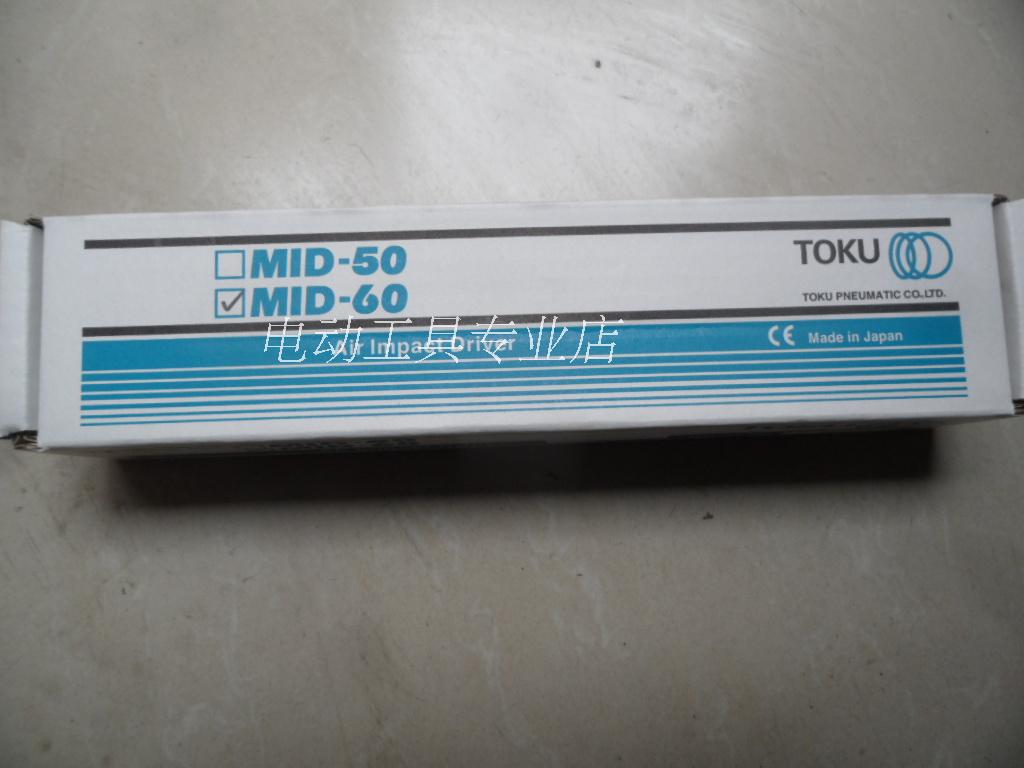 MID-50
MID-60
TOKU
TOKU PNEUMATIC CO.,LTD.
电动工具专业店
Air Impact Driver
CE Made in Japan